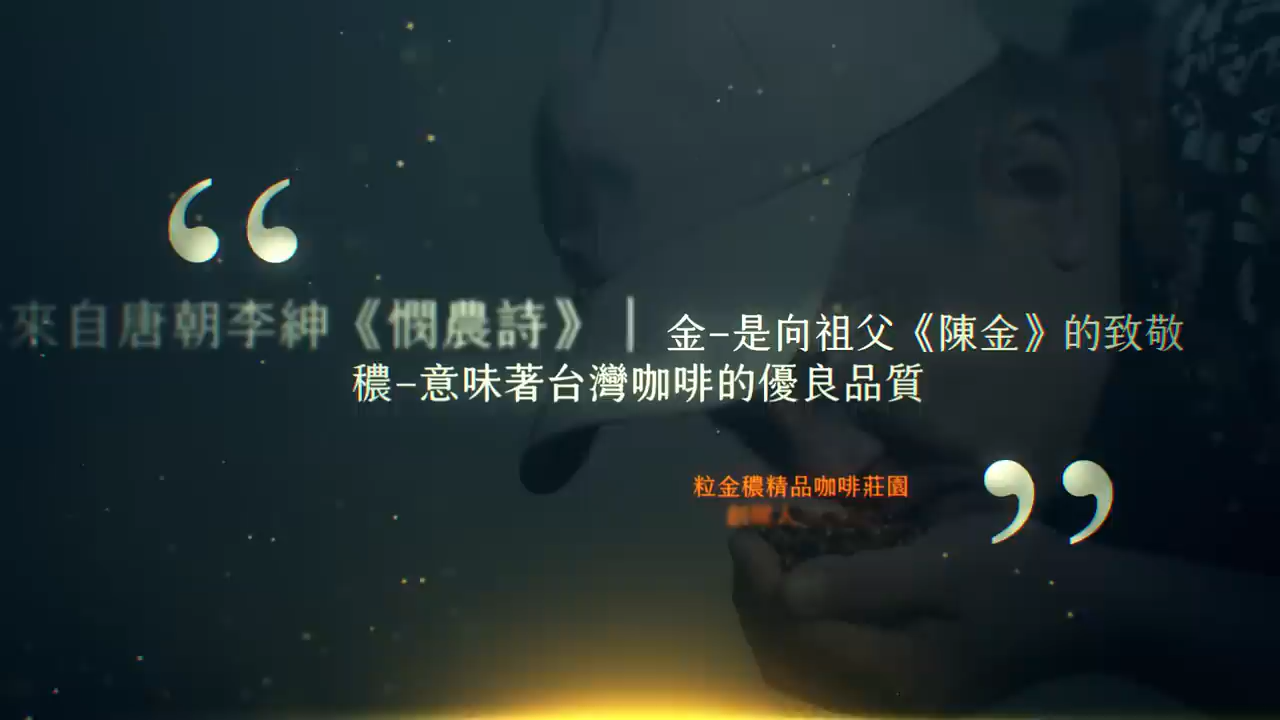 來自唐朝李紳《憫農詩》｜ 金-是向祖父《陳金》的致敬
穠-意味著台灣咖啡的優良品質
粒金穠精品咖啡莊園